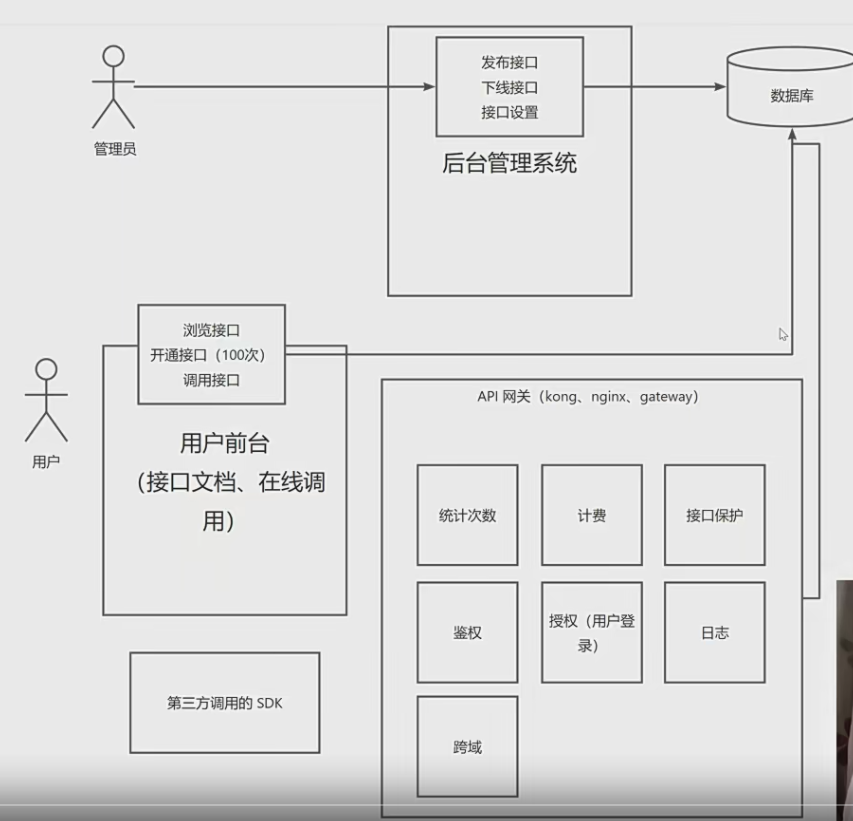 发布接口
下线接口
接口设置
数据库
管理员
后台管理系统
浏览接口
开通接口（100次）
调用接口
用户
用户前台
（接口文档、在线调
用）
API 网关（kong、nginx、gateway）
统计次数
计费
接口保护
鉴权
授权（用户登
录）
日志
第三方调用的 SDK
跨域